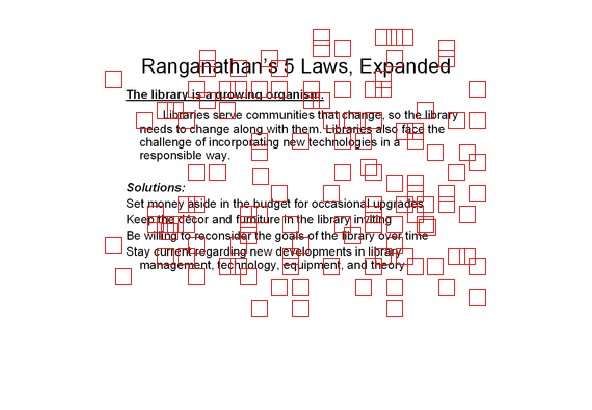 Ranganathan's 5 Laws, Expanded
The library is a growing organism.
Libraries serve communities that change, so the library
needs to change along with them. Libraries also face the
challenge of incorporating new technologies in a
responsible way.
Solutions:
Set money aside in the budget for occasional upgrades
Keep the decor and furniture in the library inviting
Be willing to reconsider the goals of the library over time
Stay current regarding new developments in library
management, technology, equipment, and theory